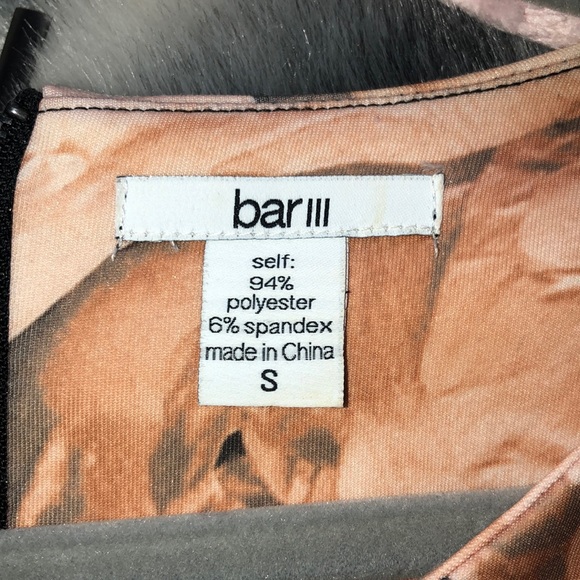 bar III
self:
94%
polyester
6% spandex
made in China
S